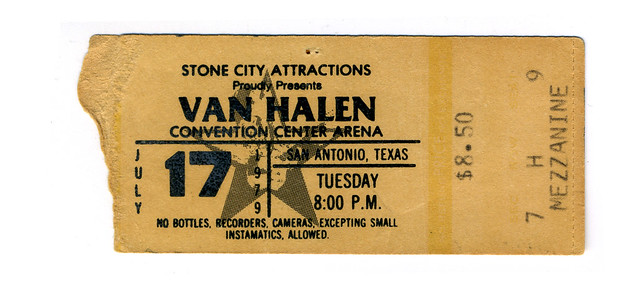 STONE CITY ATTRACTIONS
Proudly Presents
VAN HALEN
CONVENTION CENTER ARENA
JULY
17
1979
SAN ANTONIO, TEXAS
TUESDAY
8:00 P.M.
NO BOTTLES, RECORDERS, CAMERAS, EXCEPTING SMALL
INSTAMATICS, ALLOWED.
$8.50
7 H 9
MEZZANINE